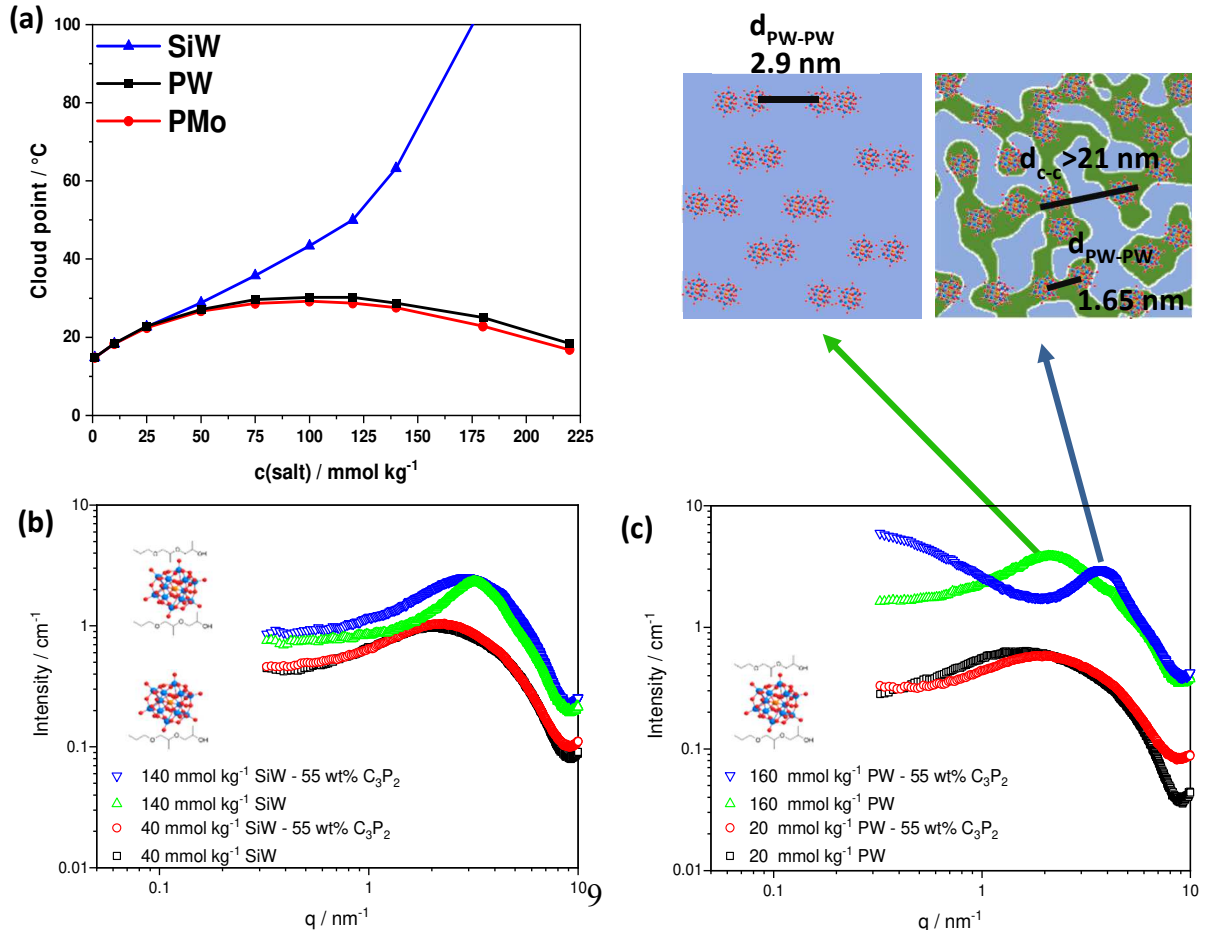 (a)
SiW
PW
PMo
Cloud point / °C
100
80
60
40
20
0
0 25 50 75 100 125 150 175 200 225
c(salt) / mmol kg-1
dPW-PW
2.9 nm
dc-c>21 nm
dPW-PW
1.65 nm
(b)
Intensity / cm-1
10
1
0.1
0.01
OH
OH
140 mmol kg-1 SiW - 55 wt% C3P2
140 mmol kg-1 SiW
40 mmol kg-1 SiW - 55 wt% C3P2
40 mmol kg-1 SiW
0.1 1 10
q / nm-1
9
(c)
Intensity / cm-1
10
1
0.1
0.01
OH
OH
160 mmol kg-1 PW - 55 wt% C3P2
160 mmol kg-1 PW
20 mmol kg-1 PW - 55 wt% C3P2
20 mmol kg-1 PW
0.1 1 10
q / nm-1